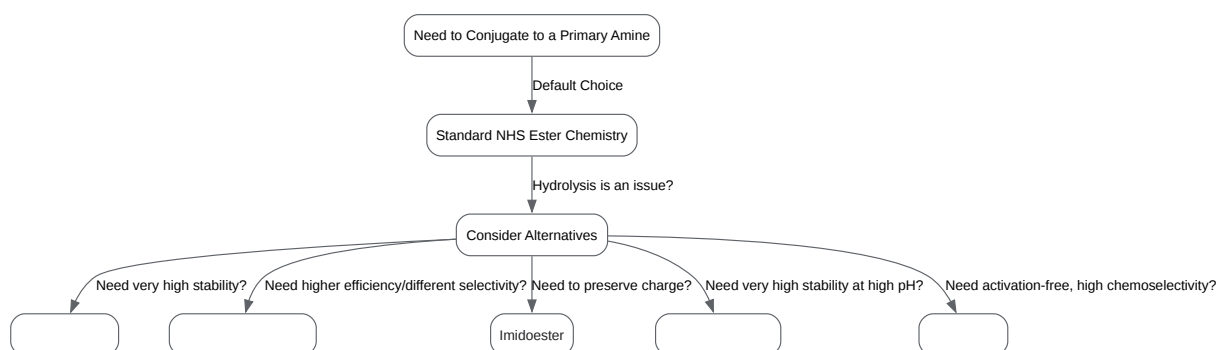 Need to Conjugate to a Primary Amine
Default Choice
Standard NHS Ester Chemistry
Hydrolysis is an issue?
Consider Alternatives
Need very high stability?
Need higher efficiency/different selectivity?
Need to preserve charge?
Need very high stability at high pH?
Need activation-free, high chemoselectivity?
Imidoester